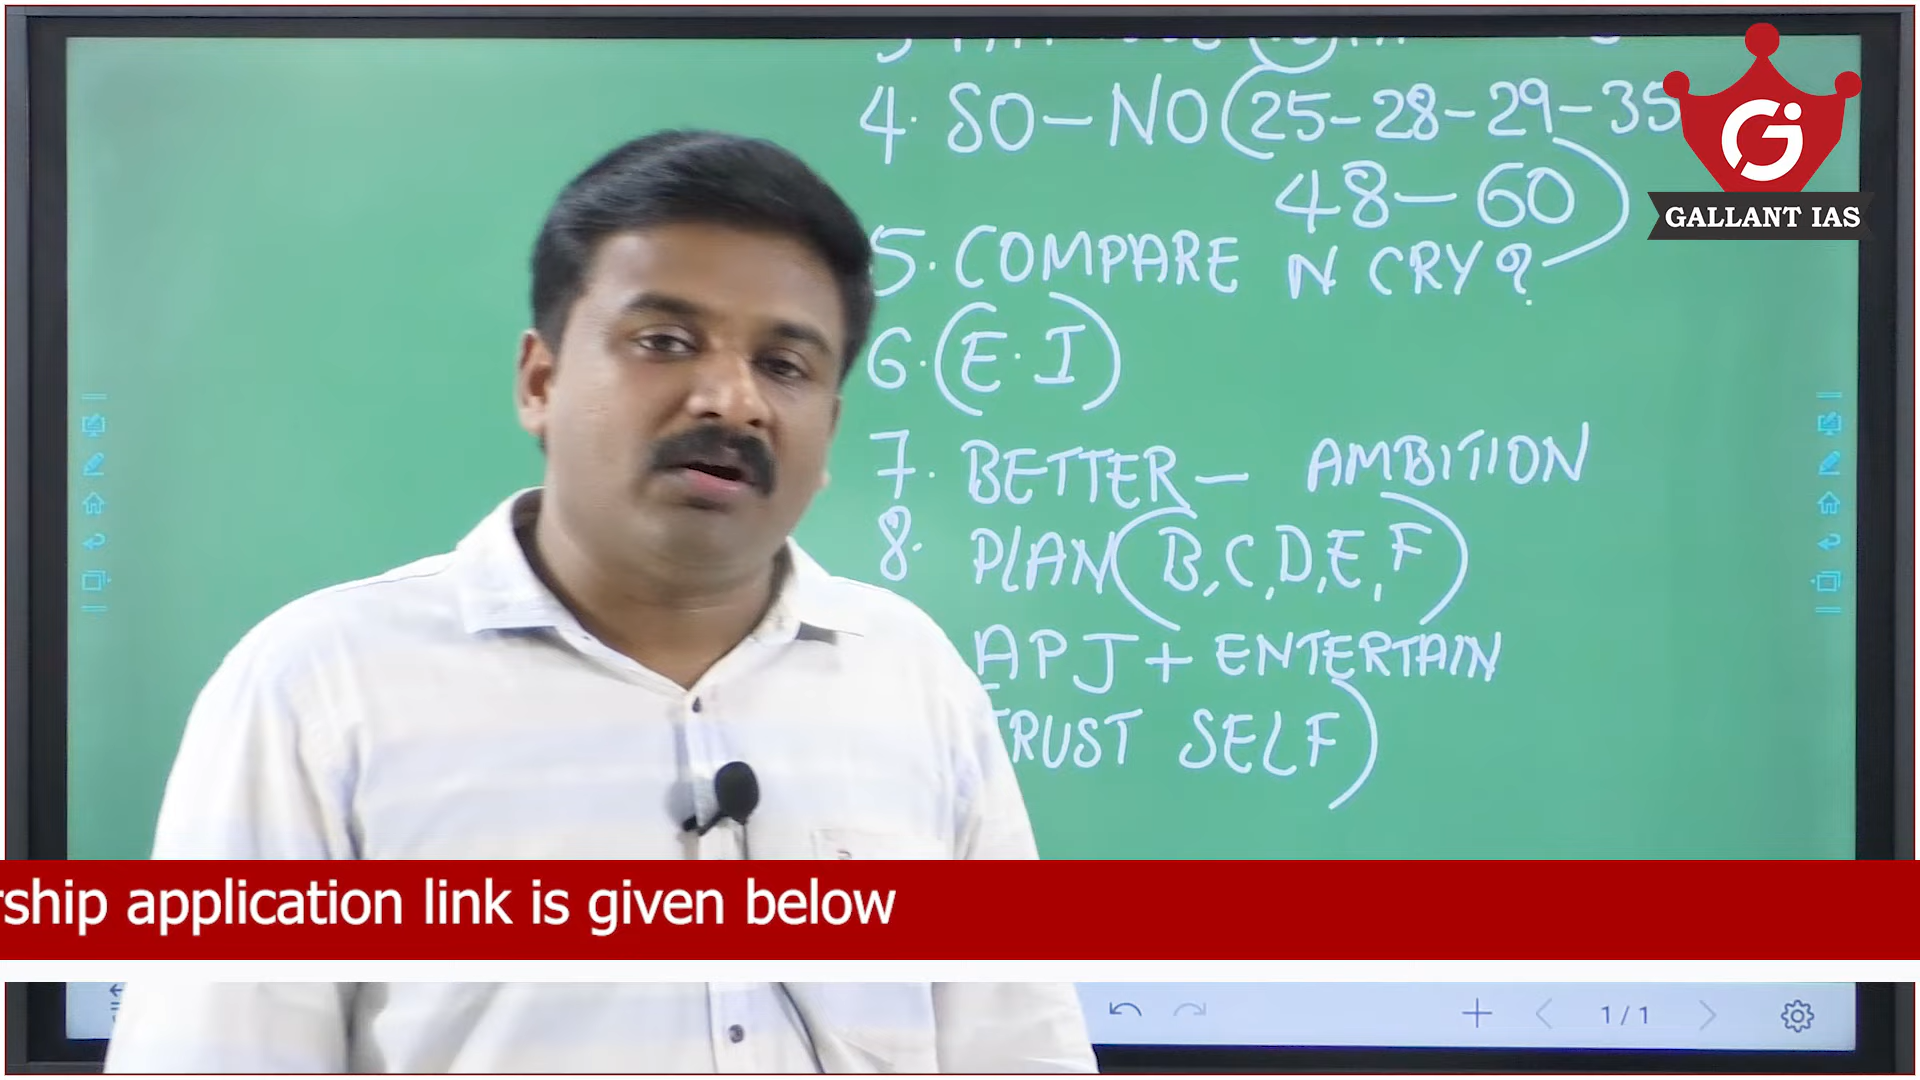 4. SO - NO (25-28-29-35
48-60)
5. COMPARE N CRY?
6. (E.I)
7. BETTER - AMBITION
8. PLAN (B,C,D,E,F)
APJ + ENTERTAIN
TRUST SELF)
GALLANT IAS
rship application link is given below
1/1